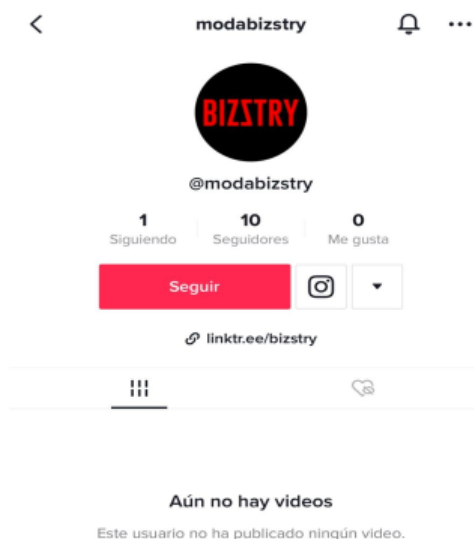 modabizstry
BIZZTRY
@modabizstry
1 10 0
Siguiendo Seguidores Me gusta
Seguir
linktr.ee/bizstry
Aún no hay videos
Este usuario no ha publicado ningún video.